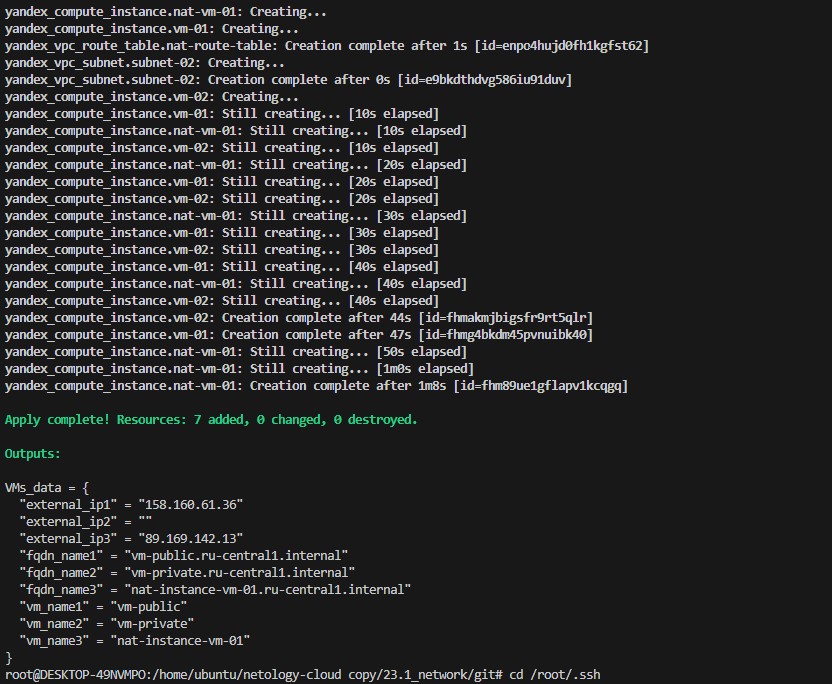 yandex_compute_instance.nat-vm-01: Creating...
yandex_compute_instance.vm-01: Creating...
yandex_vpc_route_table.nat-route-table: Creation complete after 1s [id=enpo4hujd0fh1kgfst62]
yandex_vpc_subnet.subnet-02: Creating...
yandex_vpc_subnet.subnet-02: Creation complete after 0s [id=e9bkdthdvg586iu91duv]
yandex_compute_instance.vm-02: Creating...
yandex_compute_instance.vm-01: Still creating... [10s elapsed]
yandex_compute_instance.nat-vm-01: Still creating... [10s elapsed]
yandex_compute_instance.vm-02: Still creating... [10s elapsed]
yandex_compute_instance.nat-vm-01: Still creating... [20s elapsed]
yandex_compute_instance.vm-01: Still creating... [20s elapsed]
yandex_compute_instance.vm-02: Still creating... [20s elapsed]
yandex_compute_instance.nat-vm-01: Still creating... [30s elapsed]
yandex_compute_instance.vm-01: Still creating... [30s elapsed]
yandex_compute_instance.vm-02: Still creating... [30s elapsed]
yandex_compute_instance.vm-01: Still creating... [40s elapsed]
yandex_compute_instance.nat-vm-01: Still creating... [40s elapsed]
yandex_compute_instance.vm-02: Still creating... [40s elapsed]
yandex_compute_instance.vm-02: Creation complete after 44s [id=fhmakmjbigsfr9rt5qlr]
yandex_compute_instance.vm-01: Creation complete after 47s [id=fhmg4bkdm45pvnuibk40]
yandex_compute_instance.nat-vm-01: Still creating... [50s elapsed]
yandex_compute_instance.nat-vm-01: Still creating... [1m0s elapsed]
yandex_compute_instance.nat-vm-01: Creation complete after 1m8s [id=fhm89ue1gflapv1kcqgq]
Apply complete! Resources: 7 added, 0 changed, 0 destroyed.
Outputs:
VMs_data = {
"external_ip1" = "158.160.61.36"
"external_ip2" = ""
"external_ip3" = "89.169.142.13"
"fqdn_name1" = "vm-public.ru-central1.internal"
"fqdn_name2" = "vm-private.ru-central1.internal"
"fqdn_name3" = "nat-instance-vm-01.ru-central1.internal"
"vm_name1" = "vm-public"
"vm_name2" = "vm-private"
"vm_name3" = "nat-instance-vm-01"
}
root@DESKTOP-49NVMPO:/home/ubuntu/netology-cloud copy/23.1_network/git# cd /root/.ssh